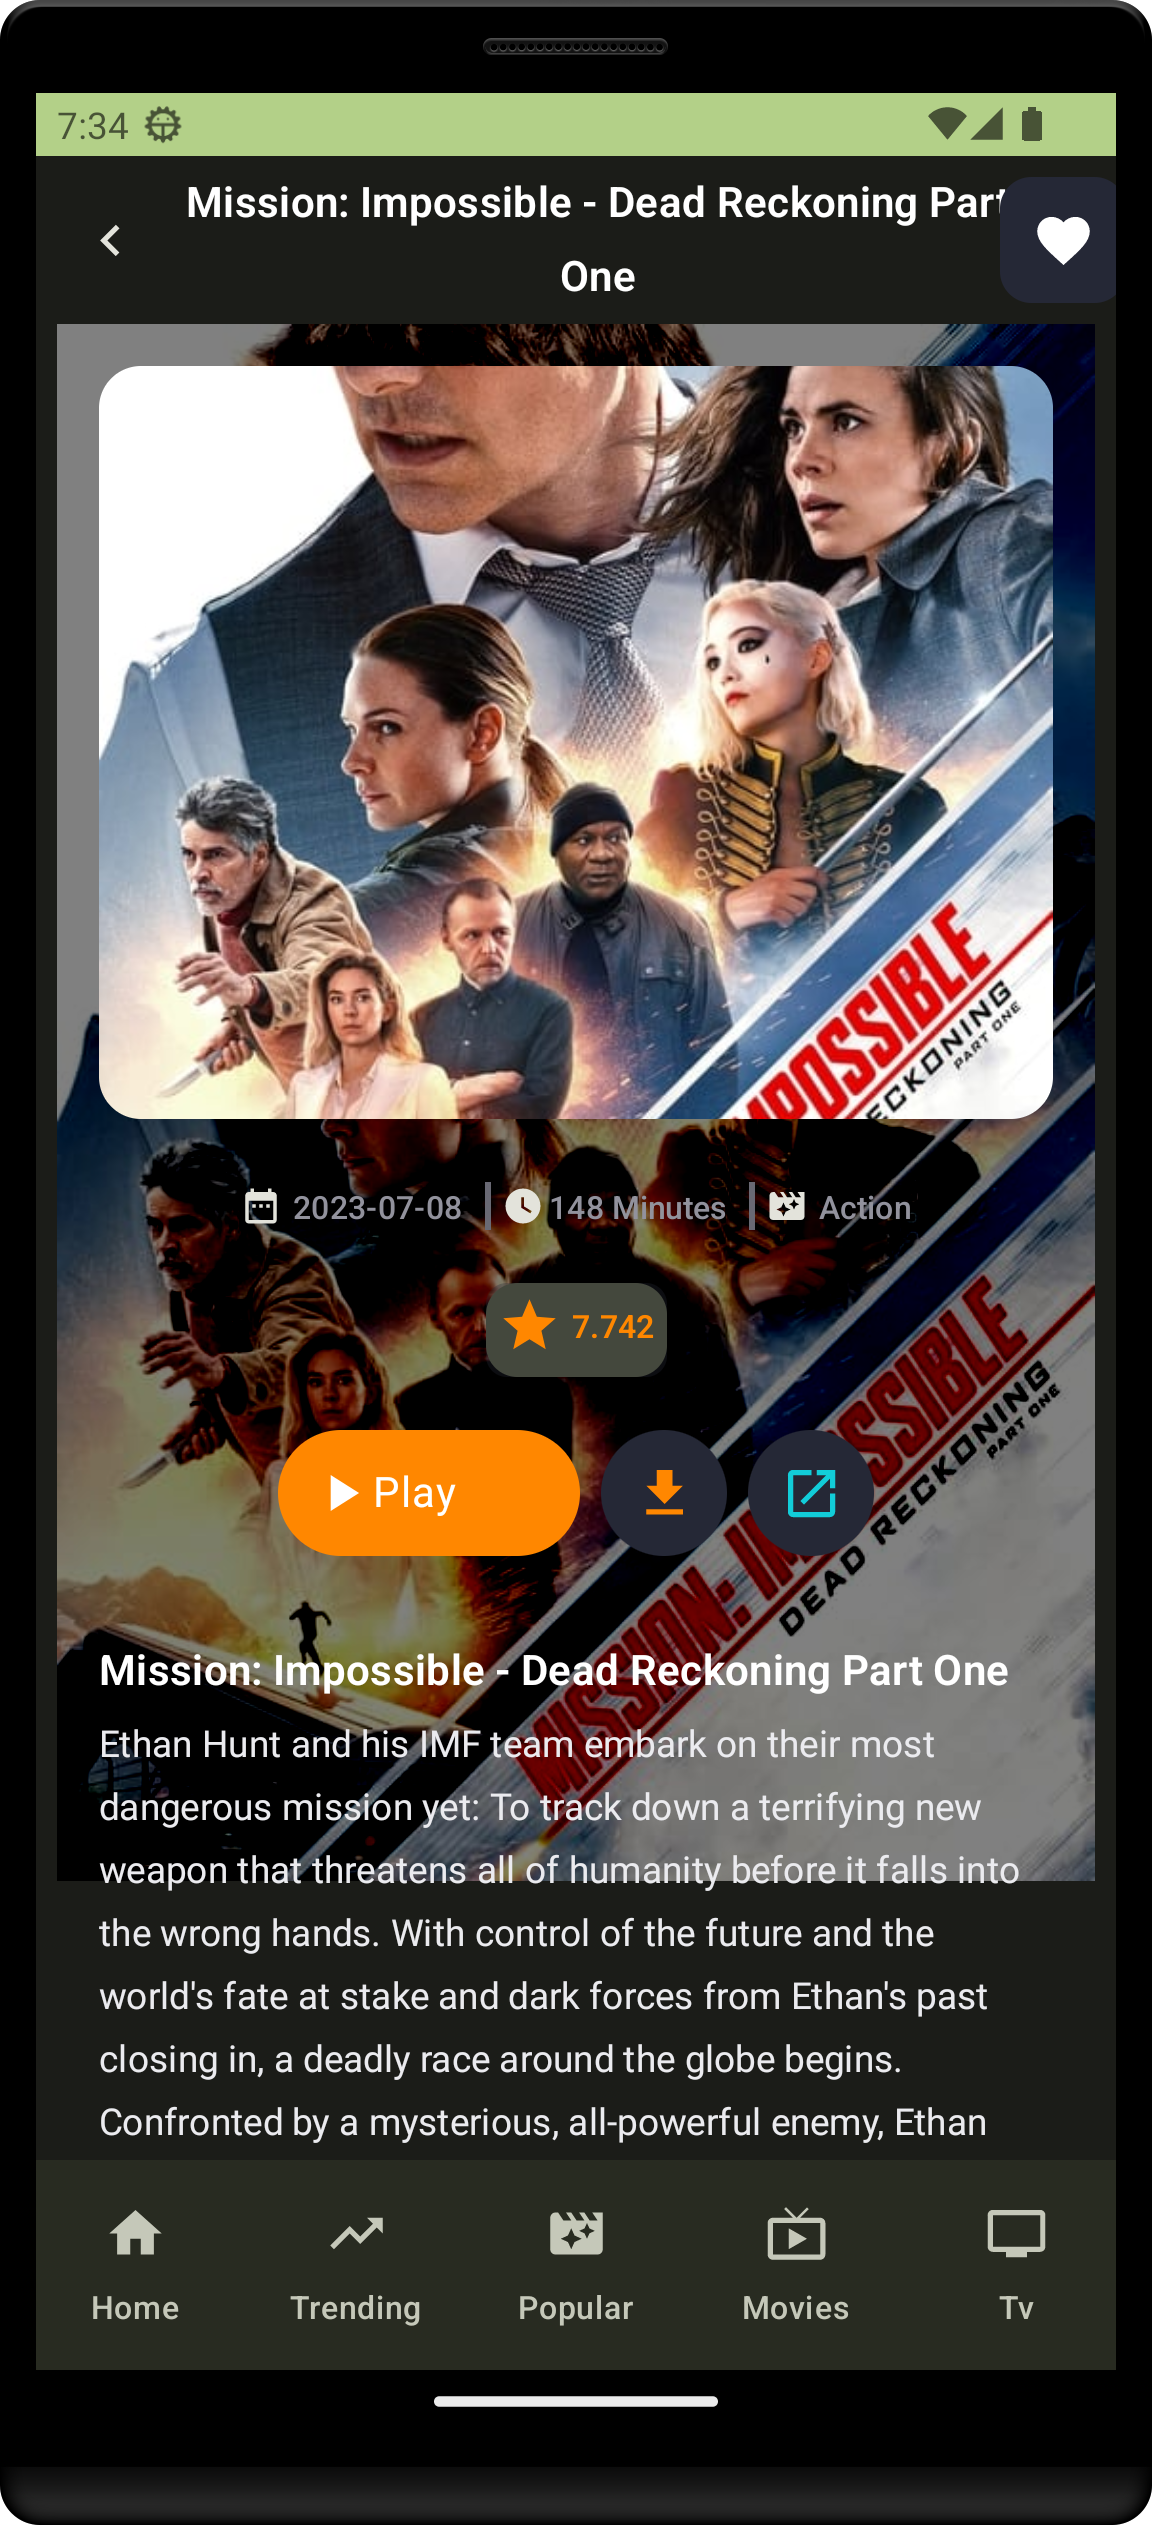 7:34
Mission: Impossible - Dead Reckoning Part
One
MPOSSIBLE
ECKONING
PART ONE
2023-07-08
148 Minutes
Action
7.742
Play
MISSION: IMPOSSIBLE
DEAD RECKONING
PART ONE
Mission: Impossible - Dead Reckoning Part One
Ethan Hunt and his IMF team embark on their most
dangerous mission yet: To track down a terrifying new
weapon that threatens all of humanity before it falls into
the wrong hands. With control of the future and the
world's fate at stake and dark forces from Ethan's past
closing in, a deadly race around the globe begins.
Confronted by a mysterious, all-powerful enemy, Ethan
Home
Trending
Popular
Movies
Tv